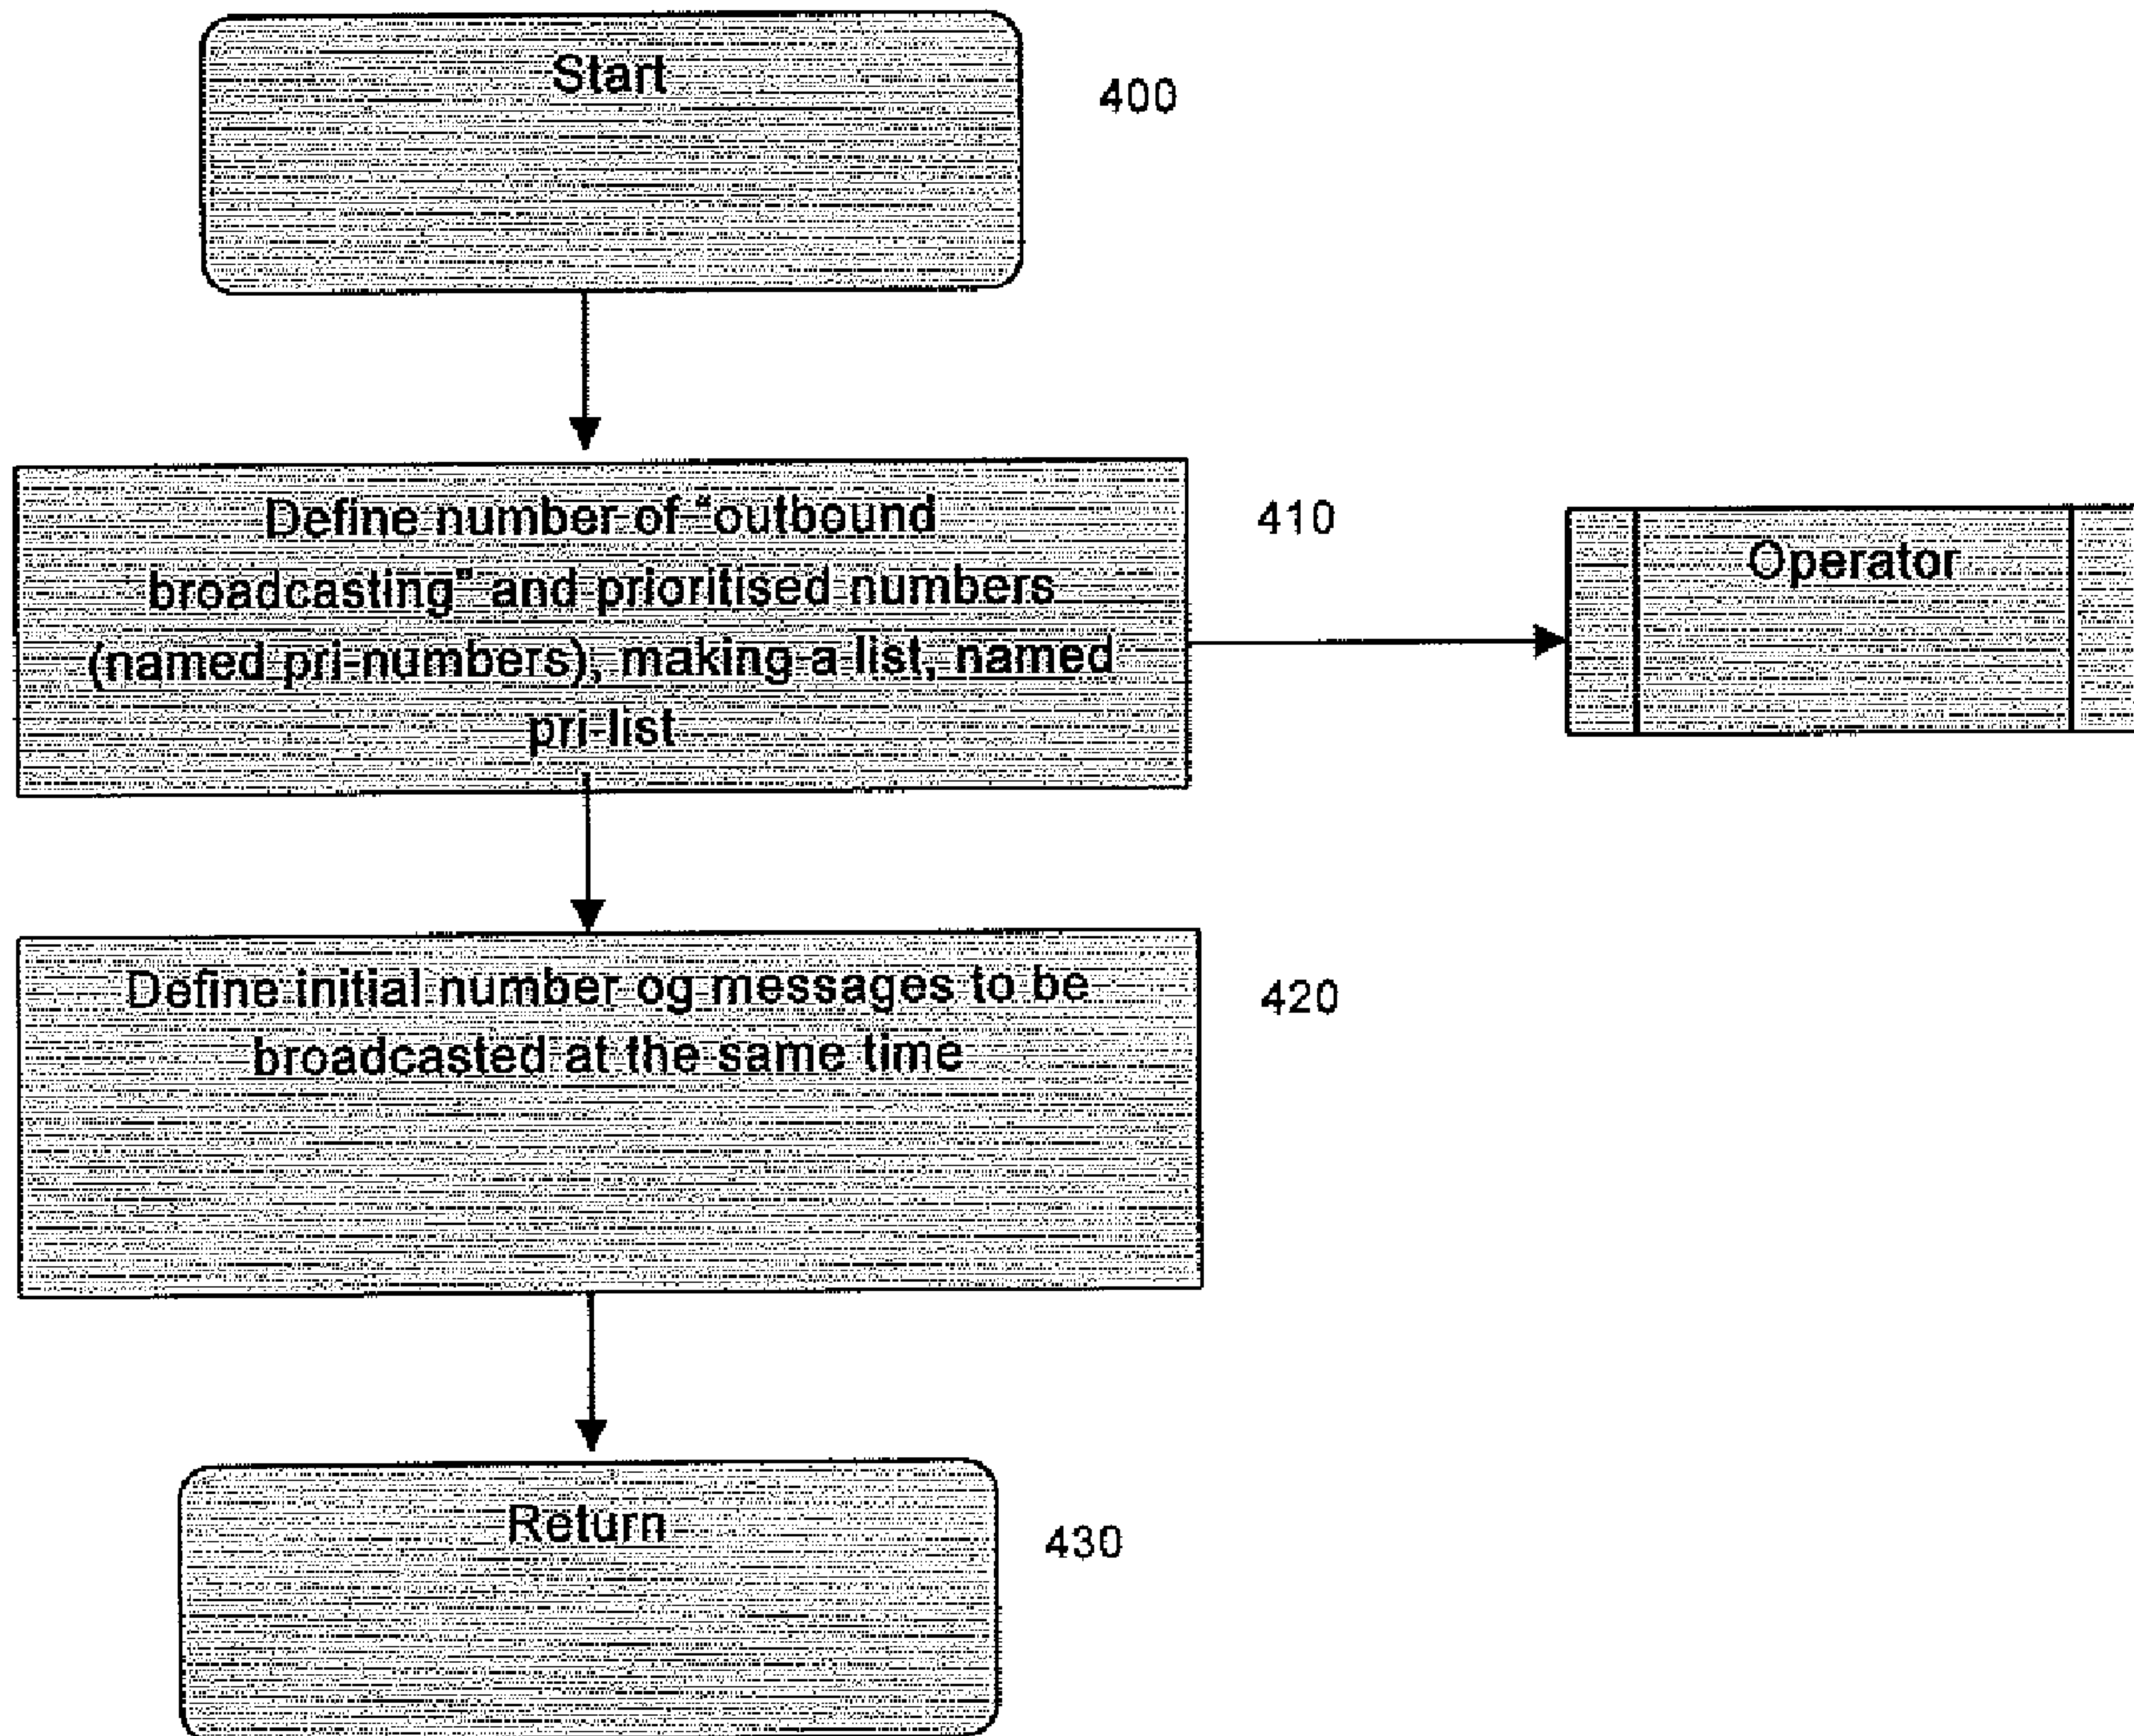 Start
400
Define number of "outbound
broadcasting" and prioritised numbers
(named pri-numbers), making a list, named
pri-list
410
Operator
Define initial number og messages to be
broadcasted at the same time
420
Return
430